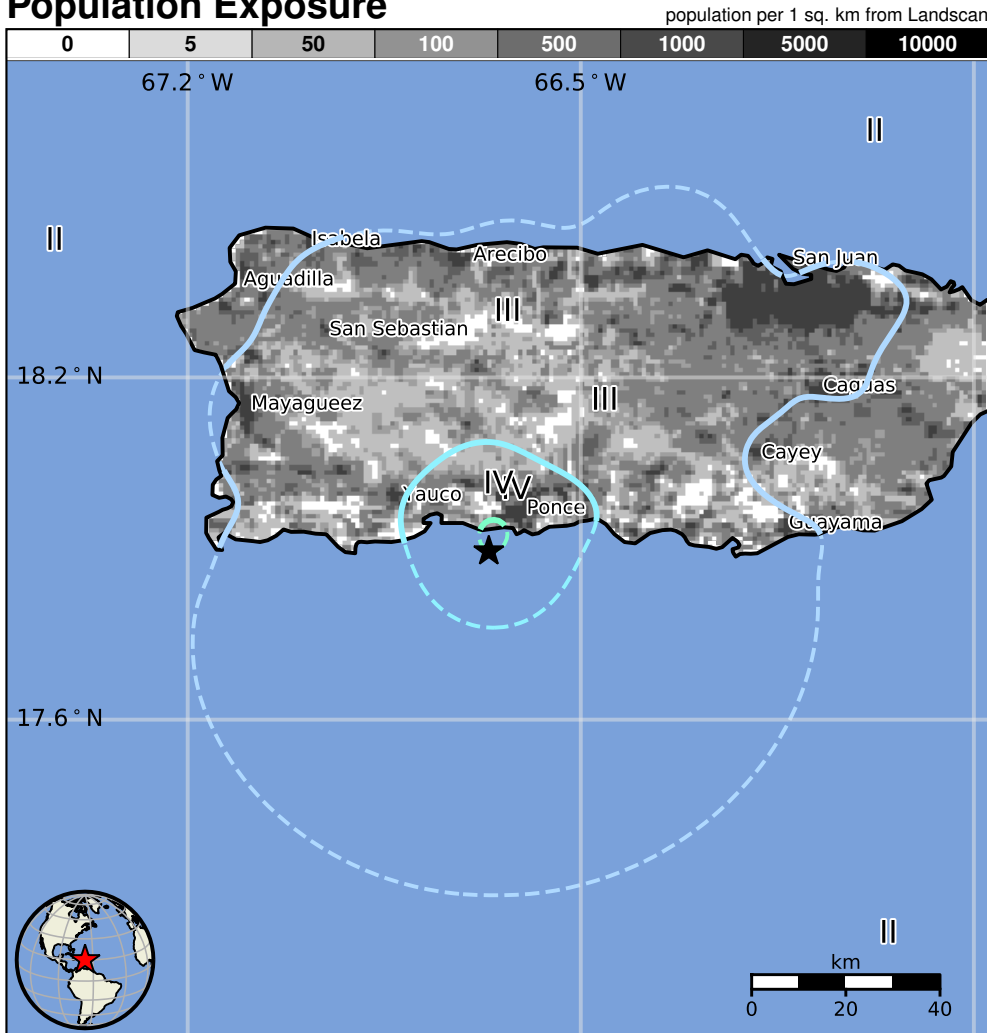 Population Exposure
population per 1 sq. km from Landscan
0 5 50 100 500 1000 5000 10000
67.2°W 66.5°W
II
II
Isabela
Arecibo
San Juan
Aguadilla
III
San Sebastian
18.2°N
Caguas
III
Mayagueez
Cayey
IV
V
Yauco
Ponce
Guayama
17.6°N
II
km
0 20 40